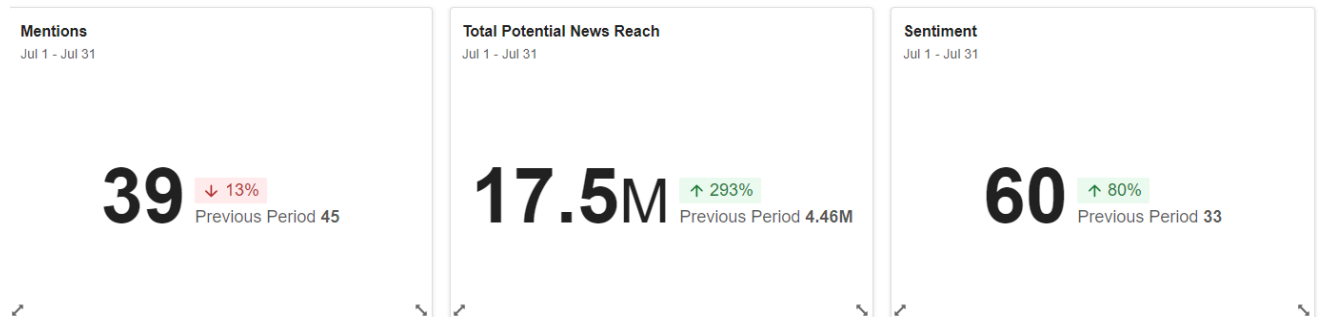 Mentions
Jul 1 - Jul 31
39
↓ 13%
Previous Period 45
Total Potential News Reach
Jul 1 - Jul 31
17.5M
↑ 293%
Previous Period 4.46M
Sentiment
Jul 1 - Jul 31
60
↑ 80%
Previous Period 33